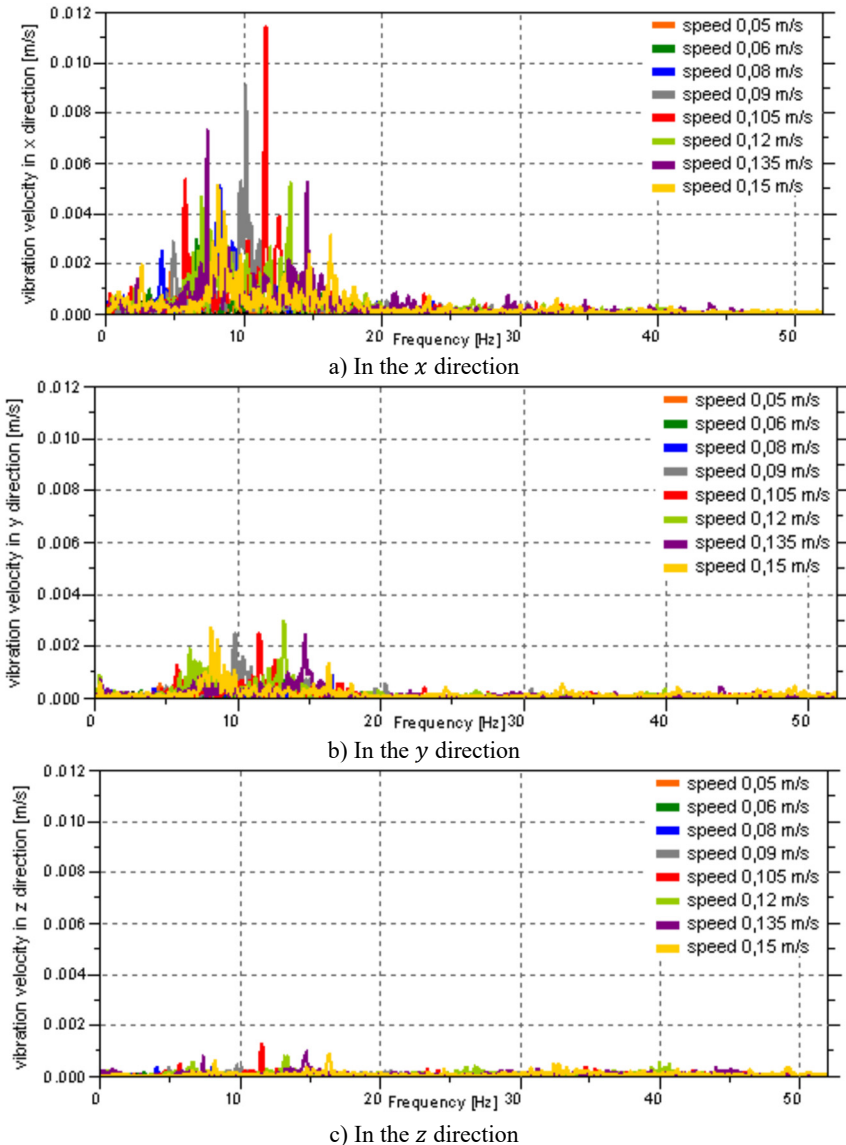 vibration velocity in x direction [m/s]
0.012
0.010
0.008
0.006
0.004
0.002
0.000
speed 0,05 m/s
speed 0,06 m/s
speed 0,08 m/s
speed 0,09 m/s
speed 0,105 m/s
speed 0,12 m/s
speed 0,135 m/s
speed 0,15 m/s
0 10 20 Frequency [Hz] 30 40 50
a) In the x direction
vibration velocity in y direction [m/s]
0.012
0.010
0.008
0.006
0.004
0.002
0.000
speed 0,05 m/s
speed 0,06 m/s
speed 0,08 m/s
speed 0,09 m/s
speed 0,105 m/s
speed 0,12 m/s
speed 0,135 m/s
speed 0,15 m/s
0 10 20 Frequency [Hz] 30 40 50
b) In the y direction
vibration velocity in z direction [m/s]
0.012
0.010
0.008
0.006
0.004
0.002
0.000
speed 0,05 m/s
speed 0,06 m/s
speed 0,08 m/s
speed 0,09 m/s
speed 0,105 m/s
speed 0,12 m/s
speed 0,135 m/s
speed 0,15 m/s
0 10 20 Frequency [Hz] 30 40 50
c) In the z direction